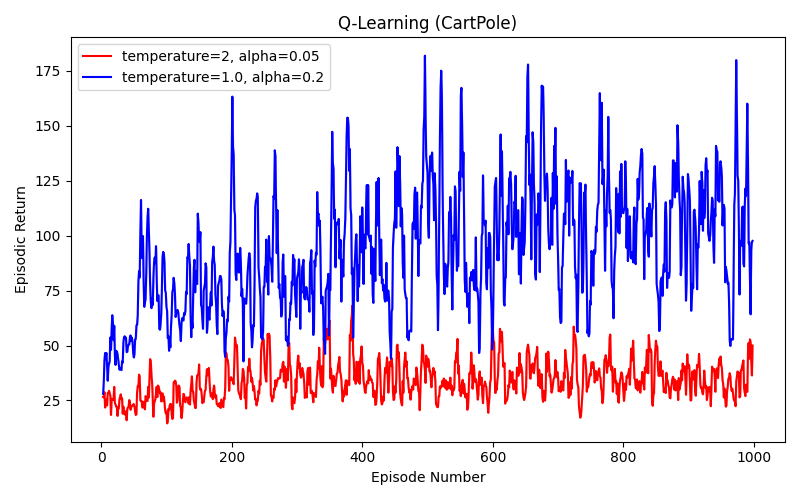 Q-Learning (CartPole)
temperature=2, alpha=0.05
temperature=1.0, alpha=0.2
Episodic Return
175
150
125
100
75
50
25
0
200
400
600
800
1000
Episode Number